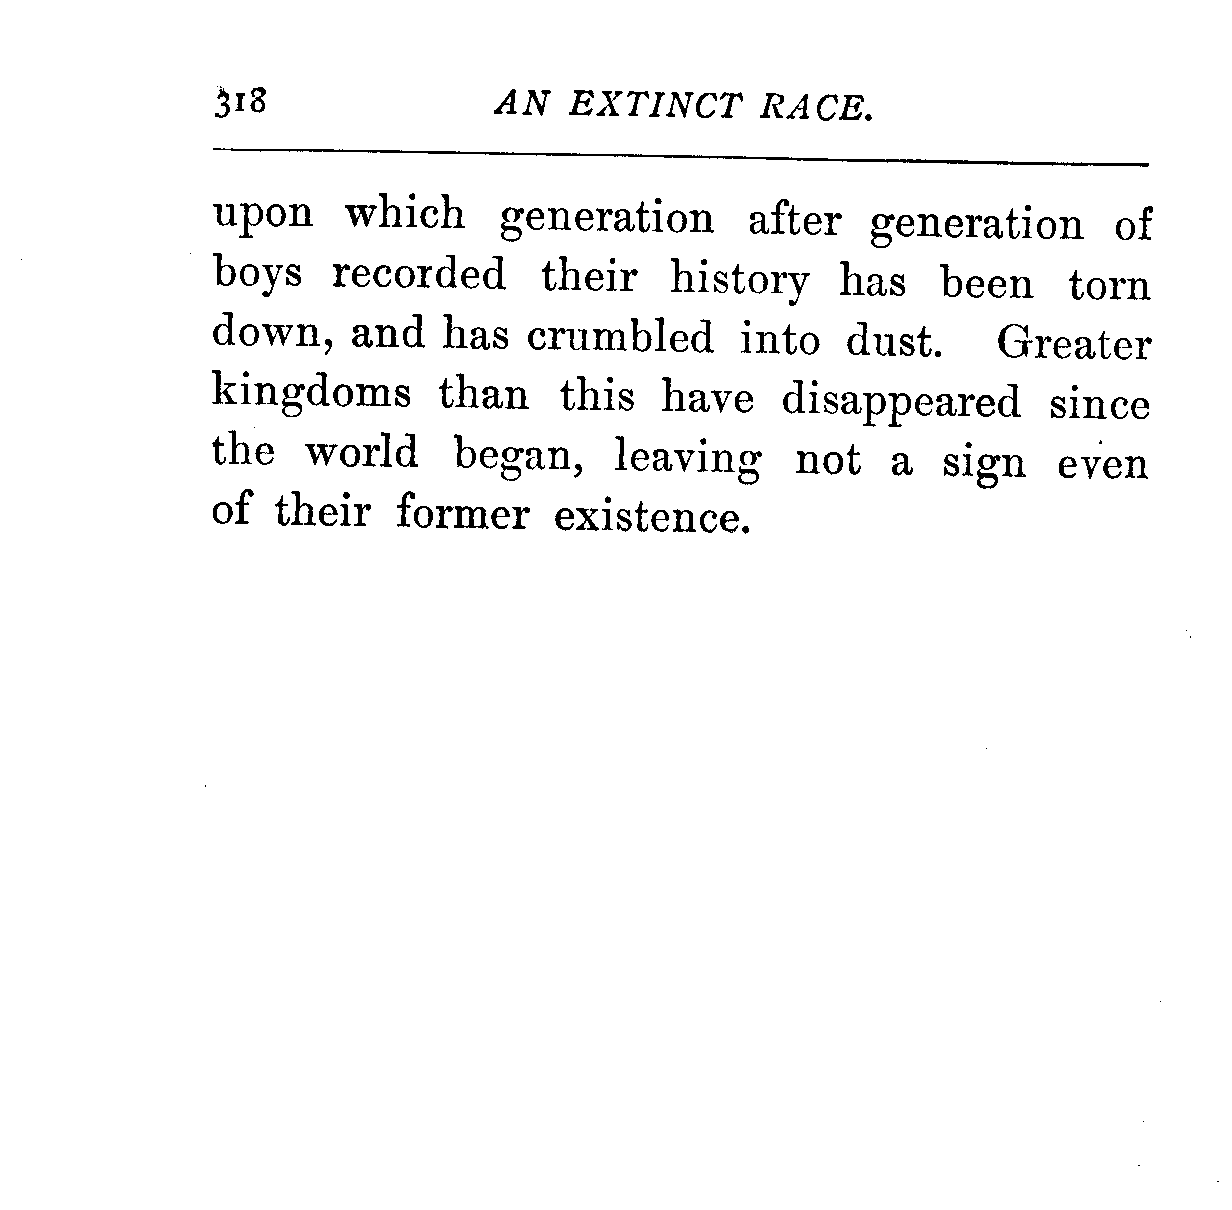 318 AN EXTINCT RACE.
upon which generation after generation of
boys recorded their history has been torn
down, and has crumbled into dust. Greater
kingdoms than this have disappeared since
the world began, leaving not a sign even
of their former existence.